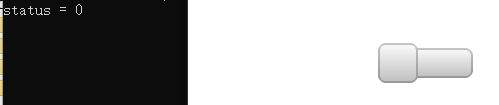 status = 0